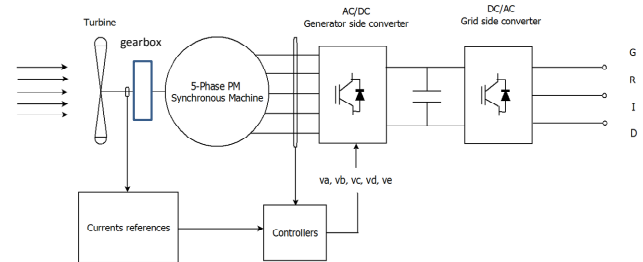 Turbine
gearbox
5-Phase PM
Synchronous Machine
AC/DC
Generator side converter
DC/AC
Grid side converter
G
R
I
D
va, vb, vc, vd, ve
Currents references
Controllers